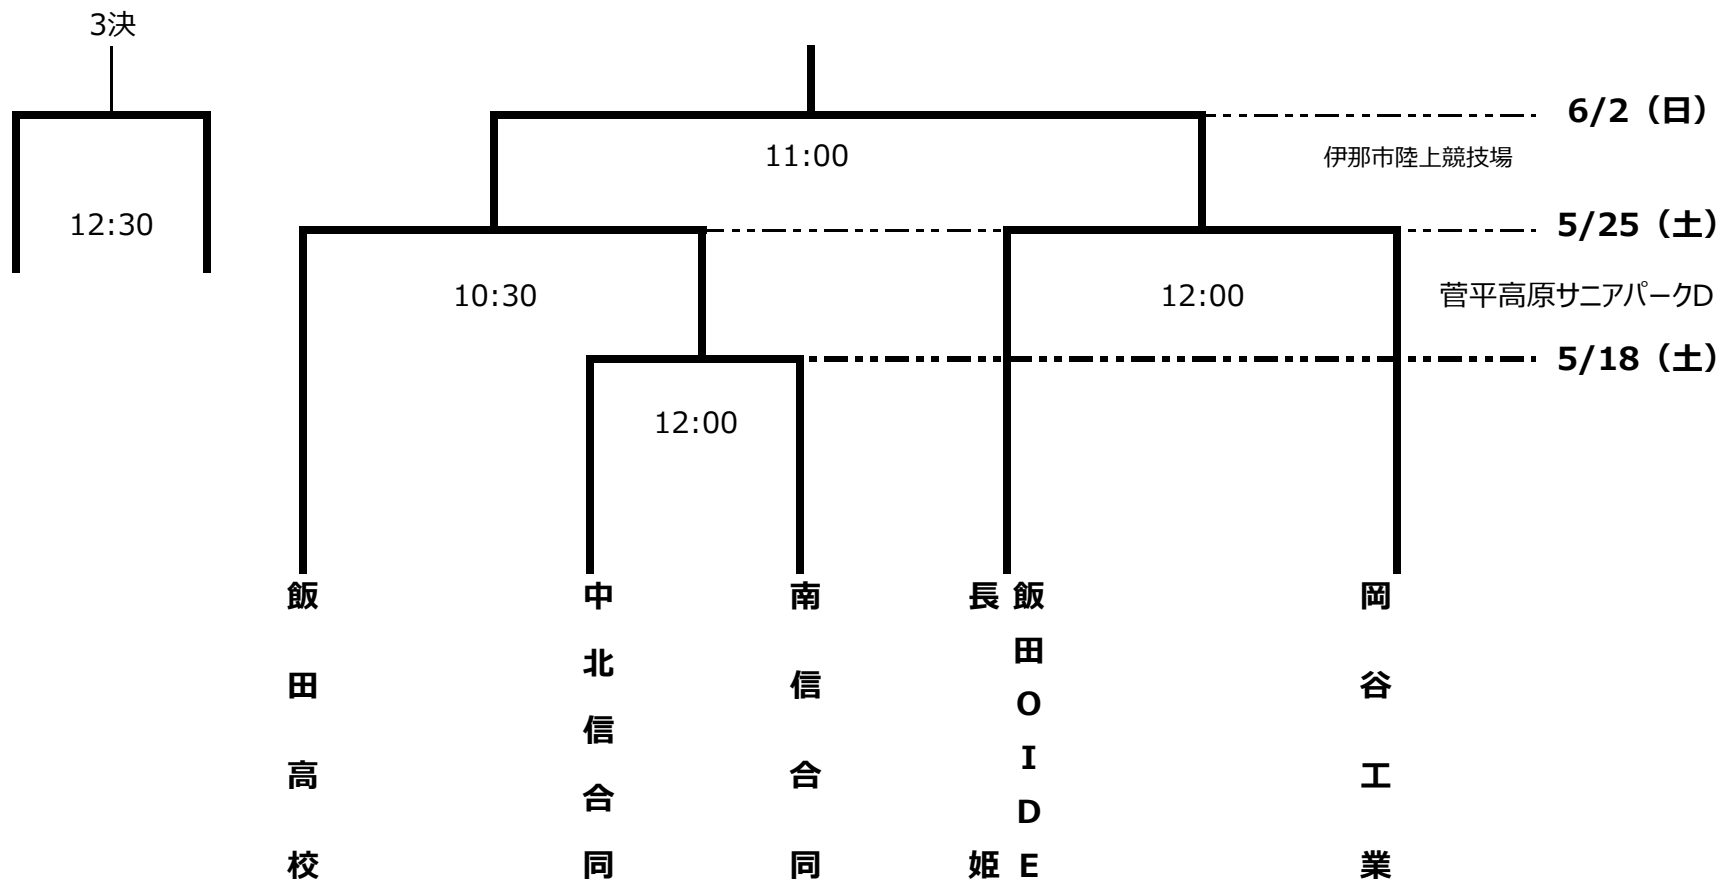 3決
6/2（日）
11:00
伊那市陸上競技場
12:30
5/25（土）
10:30
12:00
菅平高原サニアパークD
5/18（土）
12:00
飯田高校
中北信合同
南信合同
飯田OIDE
長姫
岡谷工業